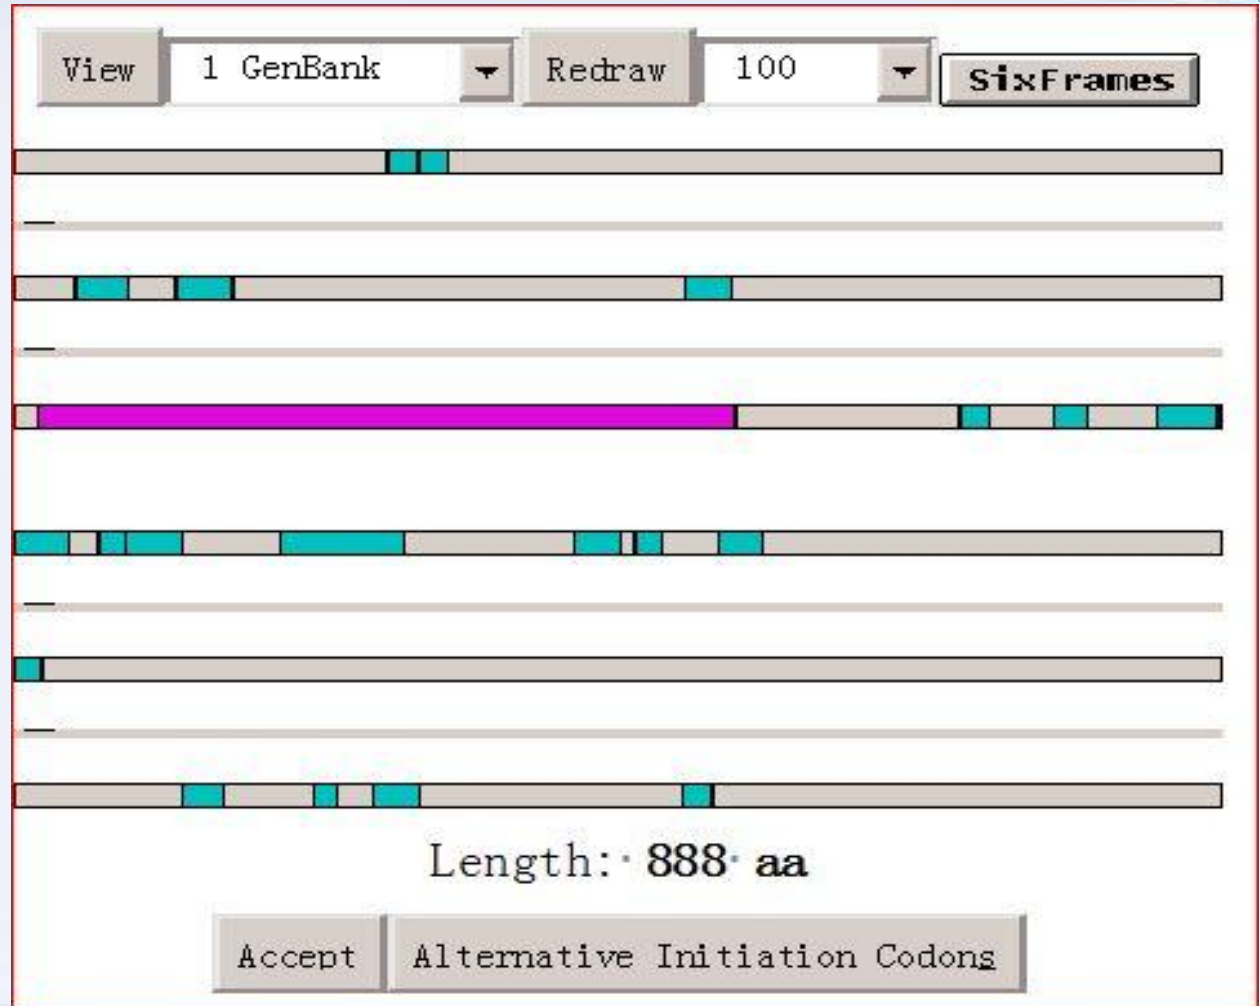 View 1 GenBank Redraw 100 SixFrames
Length: 888 aa
Accept Alternative Initiation Codons